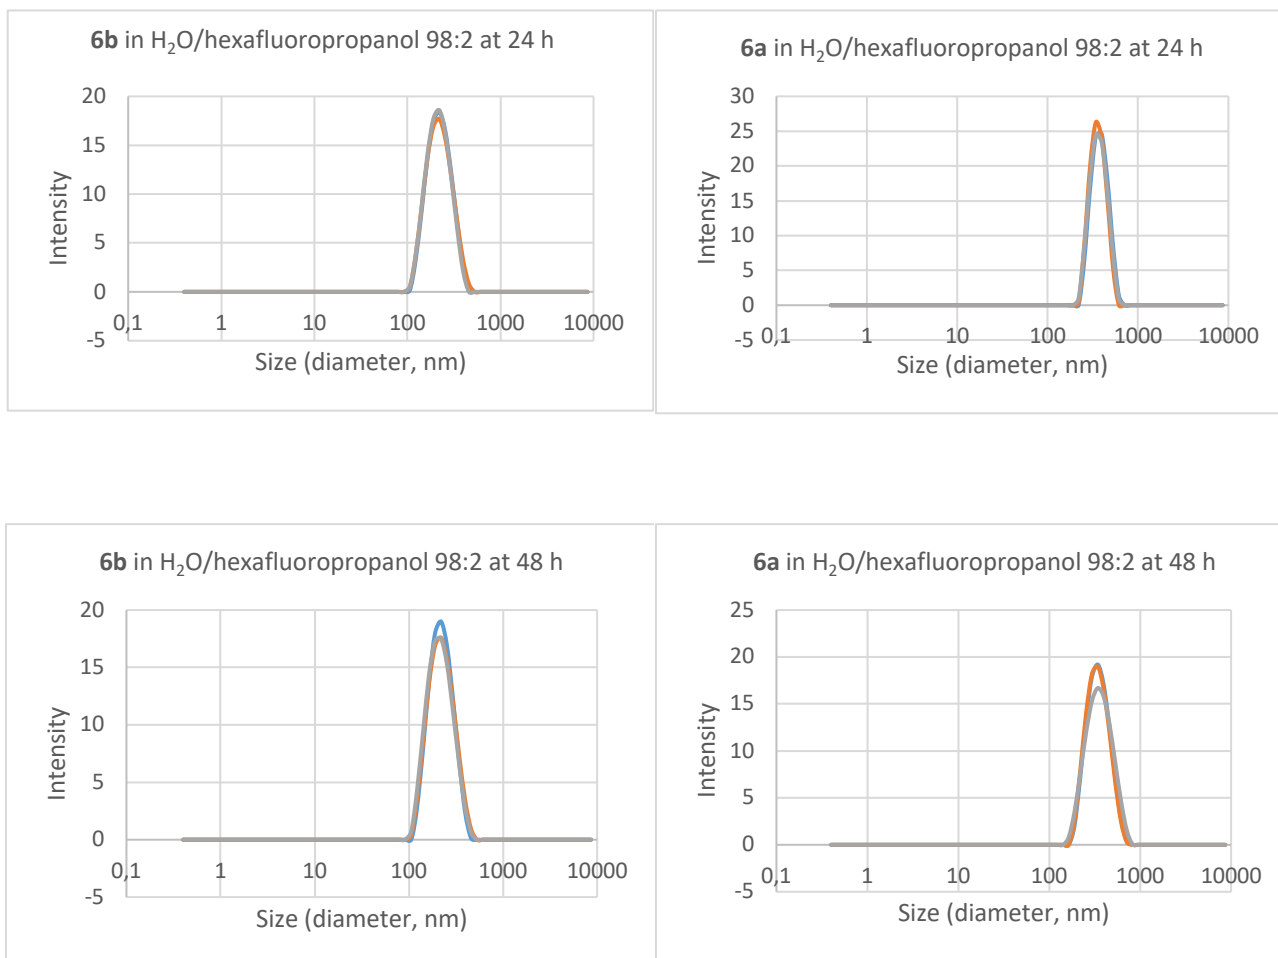 6b in H₂O/hexafluoropropanol 98:2 at 24 h
20
15
10
5
0
-5
Intensity
0,1 1 10 100 1000 10000
Size (diameter, nm)
6a in H₂O/hexafluoropropanol 98:2 at 24 h
30
25
20
15
10
5
0
-5
Intensity
0,1 1 10 100 1000 10000
Size (diameter, nm)
6b in H₂O/hexafluoropropanol 98:2 at 48 h
20
15
10
5
0
-5
Intensity
0,1 1 10 100 1000 10000
Size (diameter, nm)
6a in H₂O/hexafluoropropanol 98:2 at 48 h
25
20
15
10
5
0
-5
Intensity
0,1 1 10 100 1000 10000
Size (diameter, nm)